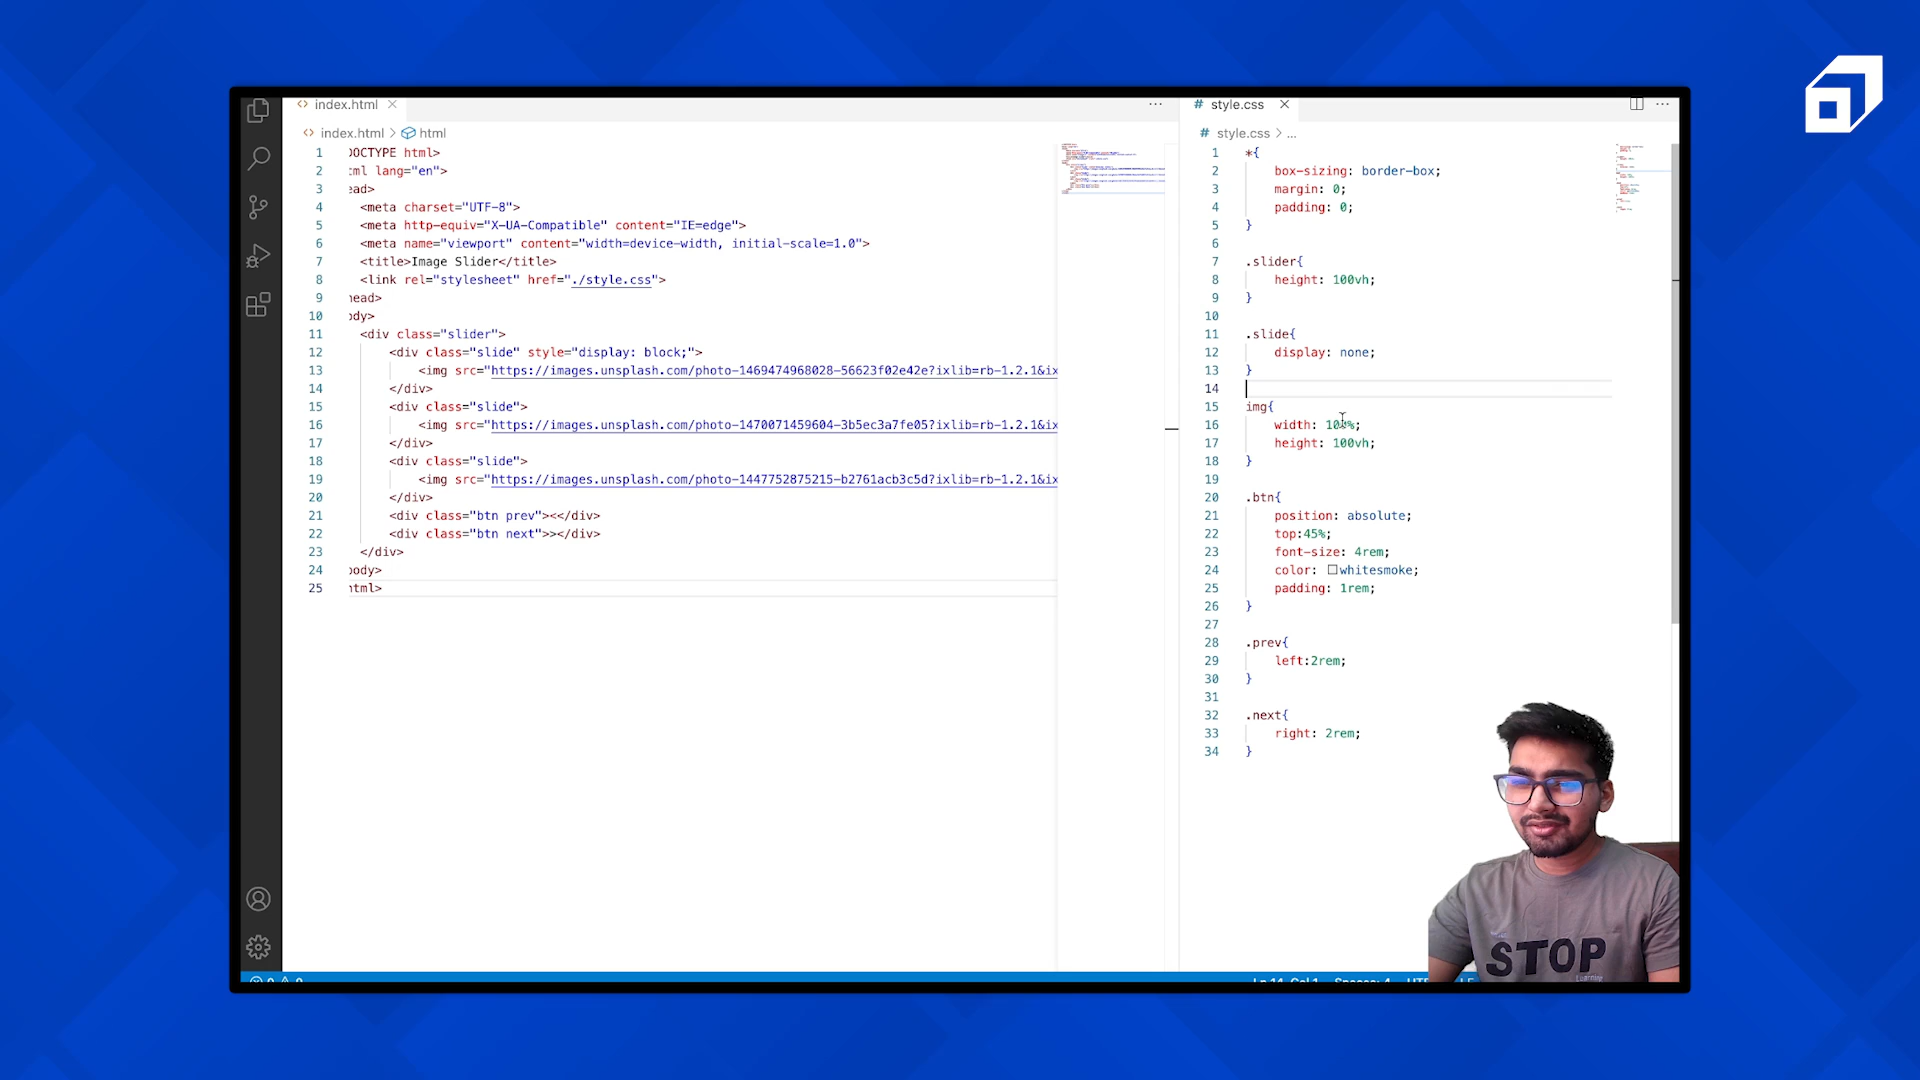 index.html
index.html > html
1 DOCTYPE html>
2 tml lang="en">
3 ead>
4 <meta charset="UTF-8">
5 <meta http-equiv="X-UA-Compatible" content="IE=edge">
6 <meta name="viewport" content="width=device-width, initial-scale=1.0">
7 <title>Image Slider</title>
8 <link rel="stylesheet" href="./style.css">
9 head>
10 ody>
11 <div class="slider">
12 <div class="slide" style="display: block;">
13 <img src="https://images.unsplash.com/photo-1469474968028-56623f02e42e?ixlib=rb-1.2.1&ix
14 </div>
15 <div class="slide">
16 <img src="https://images.unsplash.com/photo-1470071459604-3b5ec3a7fe05?ixlib=rb-1.2.1&ix
17 </div>
18 <div class="slide">
19 <img src="https://images.unsplash.com/photo-1447752875215-b2761acb3c5d?ixlib=rb-1.2.1&ix
20 </div>
21 <div class="btn prev"><</div>
22 <div class="btn next">></div>
23 </div>
24 body>
25 html>
# style.css
# style.css > ...
1 *{
2 box-sizing: border-box;
3 margin: 0;
4 padding: 0;
5 }
6
7 .slider{
8 height: 100vh;
9 }
10
11 .slide{
12 display: none;
13 }
14
15 img{
16 width: 100%;
17 height: 100vh;
18 }
19
20 .btn{
21 position: absolute;
22 top:45%;
23 font-size: 4rem;
24 color: whitesmoke;
25 padding: 1rem;
26 }
27
28 .prev{
29 left:2rem;
30 }
31
32 .next{
33 right: 2rem;
34 }
STOP
Learning